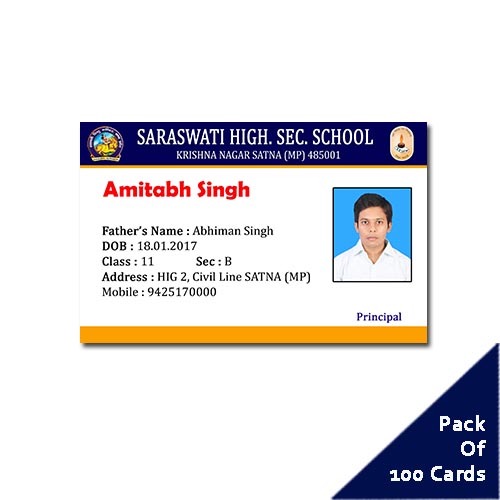 SARASWATI HIGH. SEC. SCHOOL
KRISHNA NAGAR SATNA (MP) 485001
Amitabh Singh
Father's Name : Abhiman Singh
DOB : 18.01.2017
Class : 11 Sec : B
Address : HIG 2, Civil Line SATNA (MP)
Mobile : 9425170000
Principal
Pack
Of
100 Cards